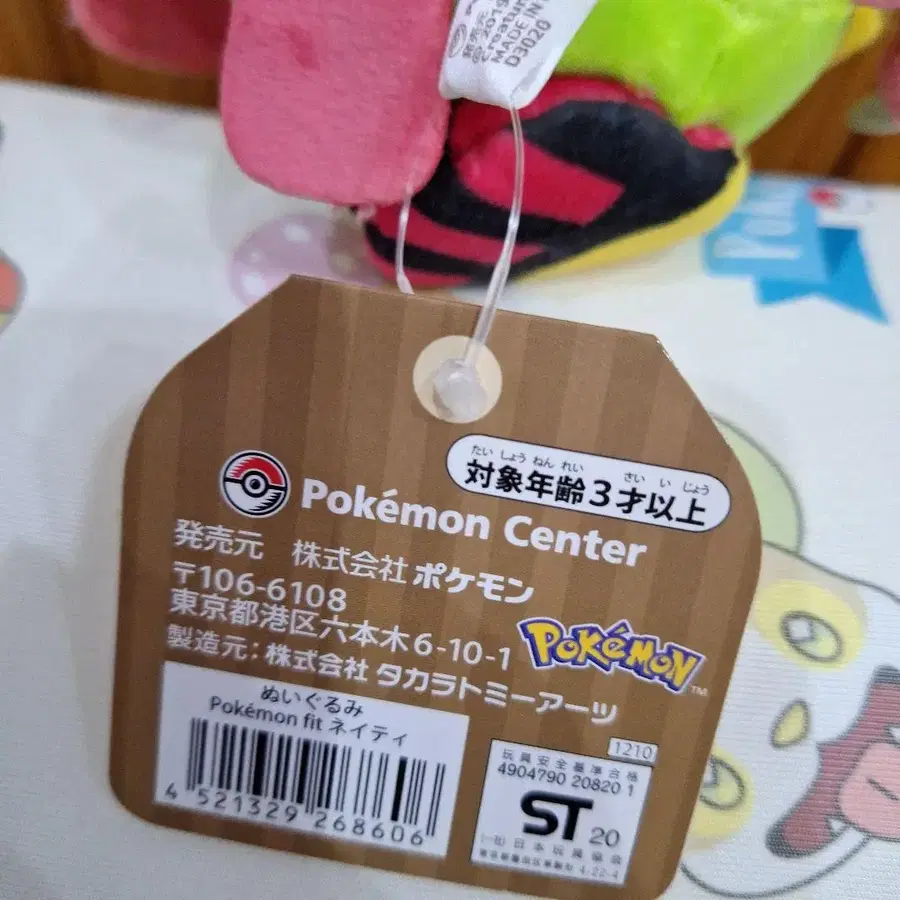 ©2019
MADE IN
D3020
たいしょうねんれい さいいじょう
対象年齢3才以上
Pokémon Center
発売元 株式会社 ポケモン
〒106-6108
東京都港区六本木6-10-1
製造元:株式会社 タカラトミーアーツ
POKéMON
TM
ぬいぐるみ
Pokémon fit ネイティ
4 521329 268606
1210
玩具安全基準合格
4904790 20820 1
ST 20
(一社)日本玩具協会